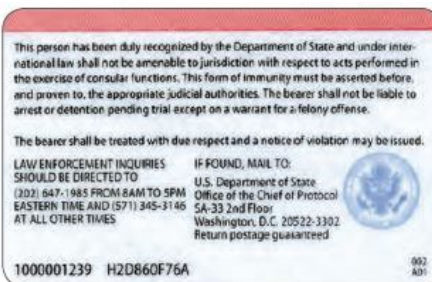 This person has been duly recognized by the Department of State and under inter-
national law shall not be amenable to jurisdiction with respect to acts performed in
the exercise of consular functions. This form of immunity must be asserted before,
and proven to, the appropriate judicial authorities. The bearer shall not be liable to
arrest or detention pending trial except on a warrant for a felony offense.
The bearer shall be treated with due respect and a notice of violation may be issued.
LAW ENFORCEMENT INQUIRIES
SHOULD BE DIRECTED TO
(202) 647-1985 FROM 8AM TO 5PM
EASTERN TIME AND (571) 345-3146
AT ALL OTHER TIMES
IF FOUND, MAIL TO:
U.S. Department of State
Office of the Chief of Protocol
SA-33 2nd Floor
Washington, D.C. 20522-3302
Return postage guaranteed
1000001239 H2D860F76A
002
A01